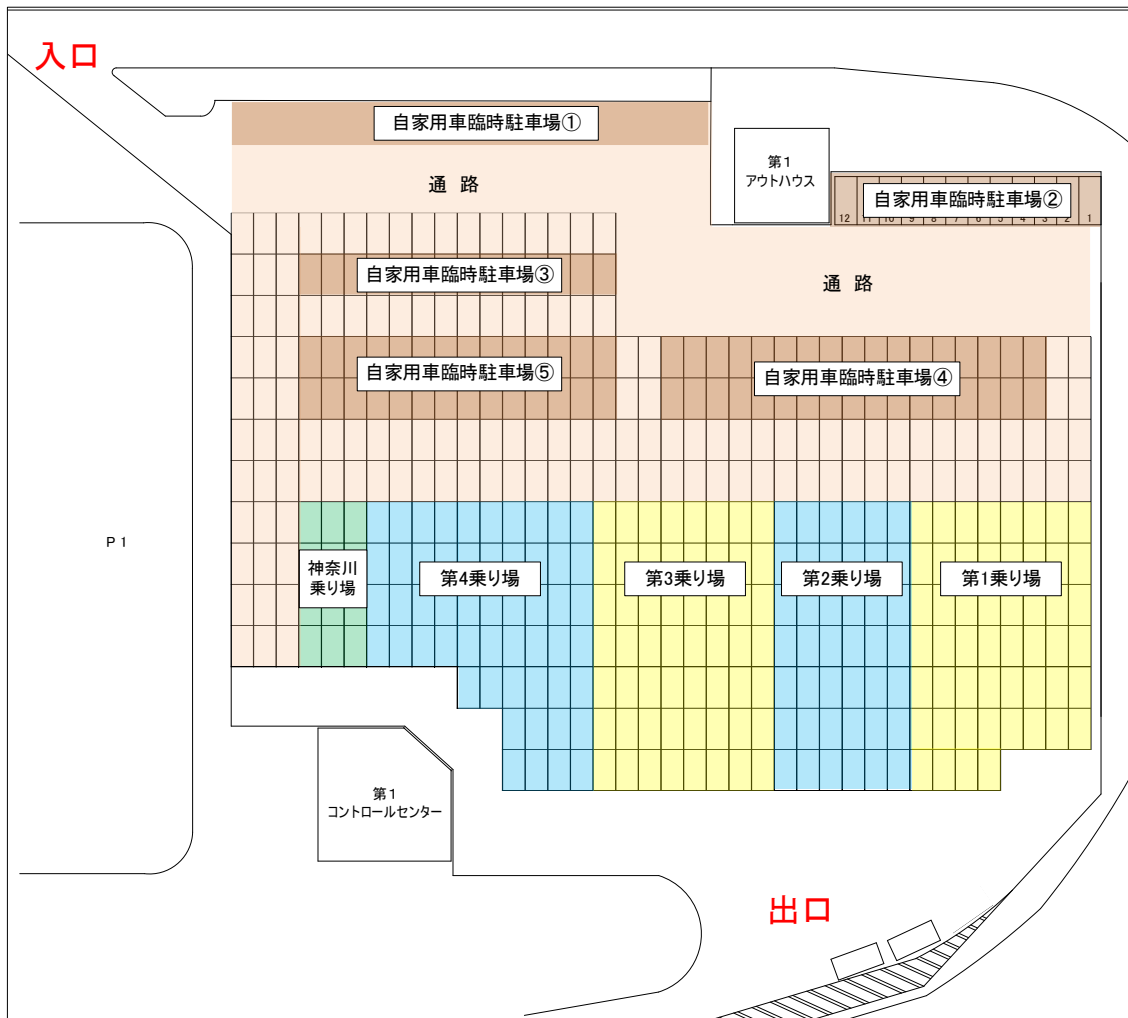 入口
自家用車臨時駐車場①
通 路
第1
アウトハウス
自家用車臨時駐車場②
12 11 10 9 8 7 6 5 4 3 2 1
自家用車臨時駐車場③
通 路
自家用車臨時駐車場⑤
自家用車臨時駐車場④
P 1
神奈川
乗り場
第4乗り場
第3乗り場
第2乗り場
第1乗り場
第1
コントロールセンター
出口